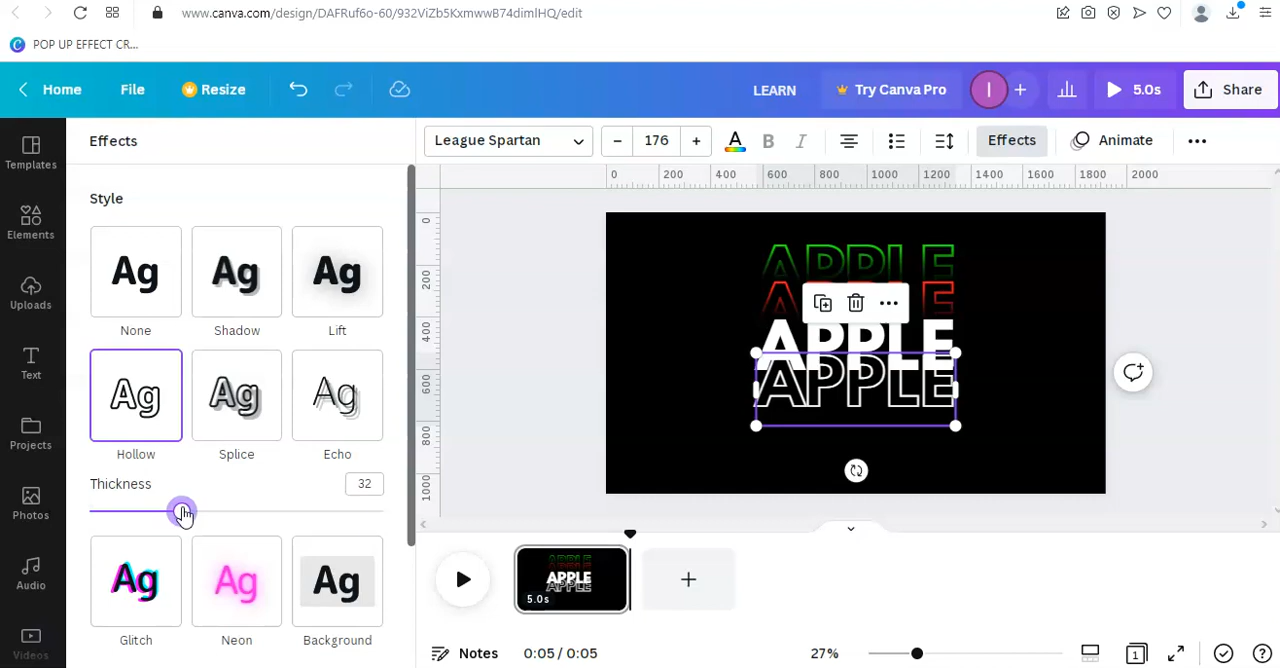 www.canva.com/design/DAFRuf6o-60/932ViZb5KxmwwB74dimlHQ/edit
POP UP EFFECT CR...
Home File Resize LEARN Try Canva Pro I + 5.0s Share
Effects
League Spartan − 176 + A B I Effects Animate
Templates
Elements
Uploads
Text
Projects
Photos
Audio
Videos
Style
Ag Ag Ag
None Shadow Lift
Ag Ag Ag
Hollow Splice Echo
Thickness 32
Ag Ag Ag
Glitch Neon Background
0 200 400 600 800 1000 1200 1400 1600 1800 2000
0
200
400
600
800
1000
APPLE
APPLE
APPLE
APPLE
APPLE
APPLE
APPLE
5.0s
Notes 0:05 / 0:05 27% 1